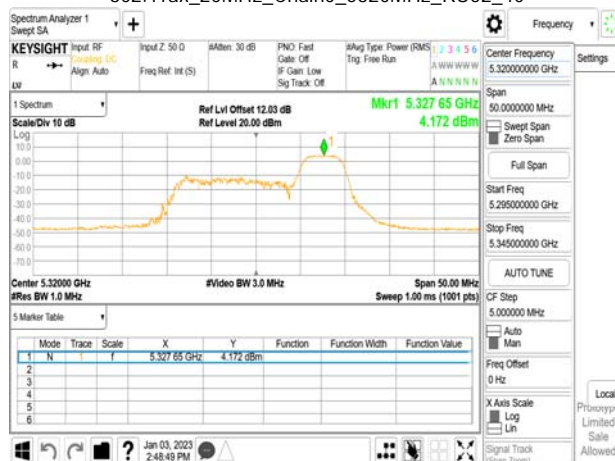 Spectrum Analyzer 1
Swept SA
+
Frequency
KEYSIGHT
Input: RF
Coupling: DC
Align: Auto
Input Z: 50 Ω
Freq Ref: Int (S)
#Atten: 30 dB
PNO: Fast
Gate: Off
IF Gain: Low
Sig Track: Off
#Avg Type: Power (RMS
Trig: Free Run
1 2 3 4 5 6
A W W W W W
A N N N N N
R
1 Spectrum
Scale/Div 10 dB
Log
Ref Lvl Offset 12.03 dB
Ref Level 20.00 dBm
Mkr1 5.327 65 GHz
4.172 dBm
10.0
0.00
-10.0
-20.0
-30.0
-40.0
-50.0
-60.0
-70.0
1
Center 5.32000 GHz
#Res BW 1.0 MHz
#Video BW 3.0 MHz
Span 50.00 MHz
Sweep 1.00 ms (1001 pts)
5 Marker Table
Mode Trace Scale X Y Function Function Width Function Value
1 N 1 f 5.327 65 GHz 4.172 dBm
2
3
4
5
6
Jan 03, 2023
2:48:49 PM
Center Frequency
5.320000000 GHz
Settings
Span
50.0000000 MHz
Swept Span
Zero Span
Full Span
Start Freq
5.295000000 GHz
Stop Freq
5.345000000 GHz
AUTO TUNE
CF Step
5.000000 MHz
Auto
Man
Freq Offset
0 Hz
X Axis Scale
Log
Lin
Signal Track
Local
Limited
Sale
Allowed